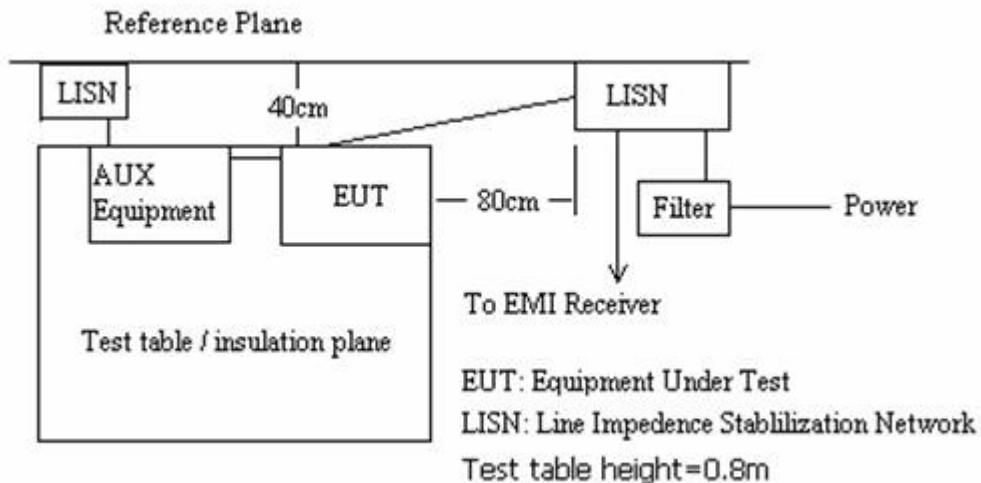 Reference Plane
LISN
40cm
LISN
AUX
Equipment
EUT
80cm
Filter
Power
To EMI Receiver
Test table / insulation plane
EUT: Equipment Under Test
LISN: Line Impedence Stablilization Network
Test table height=0.8m